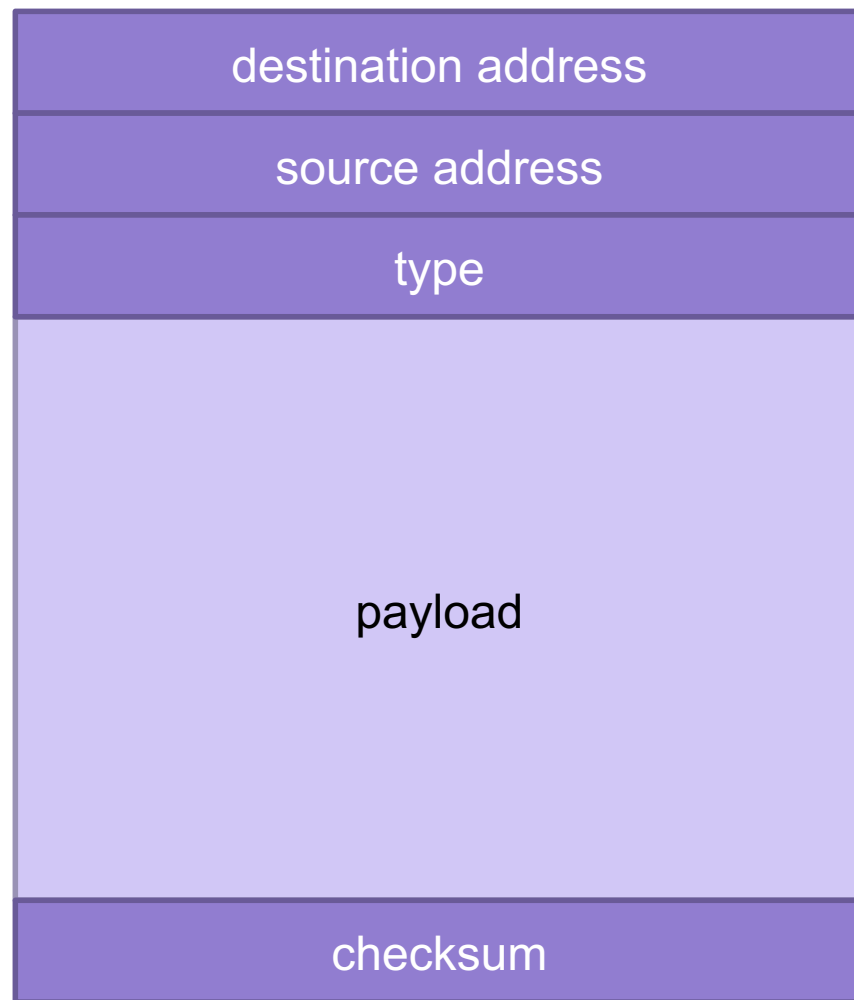 destination address
source address
type
payload
checksum